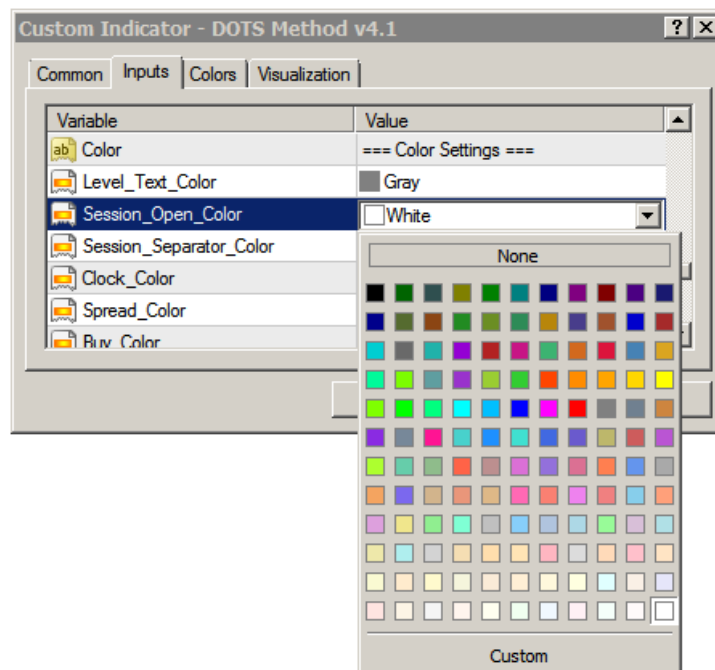 Custom Indicator - DOTS Method v4.1
Common Inputs Colors Visualization
Variable Value
ab Color === Color Settings ===
Level_Text_Color Gray
Session_Open_Color White
Session_Separator_Color
None
Clock_Color
Spread_Color
Buy_Color
Custom